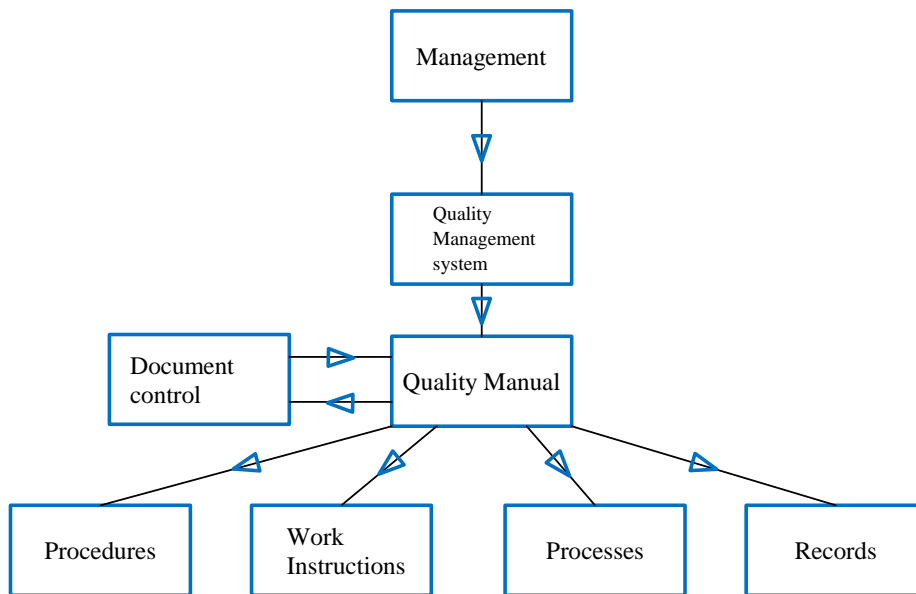 Management
Quality
Management
system
Document
control
Quality Manual
Procedures
Work
Instructions
Processes
Records